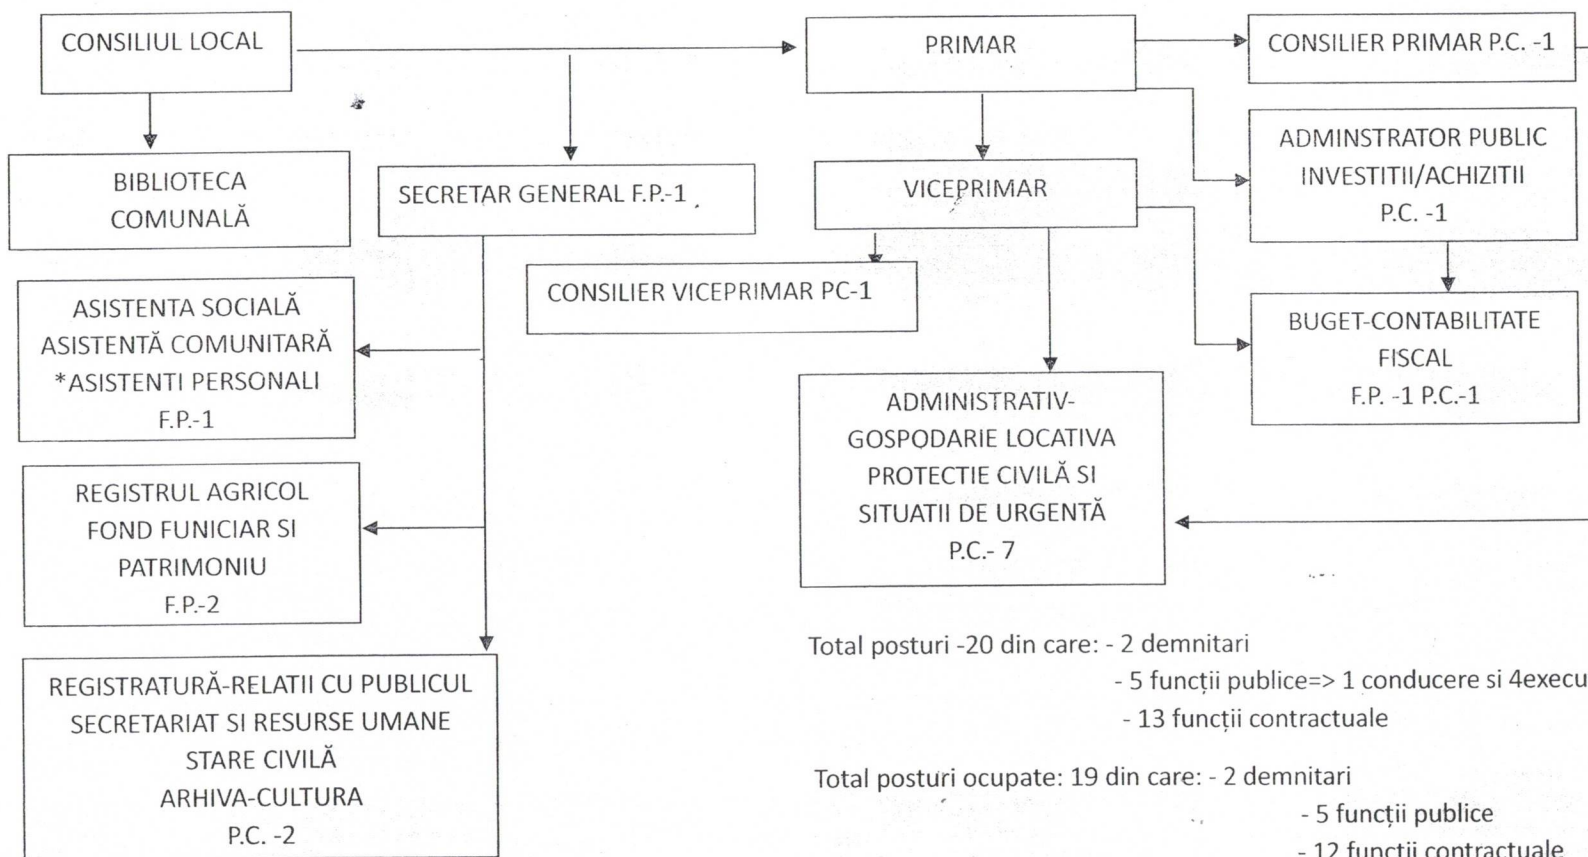 CONSILIUL LOCAL
PRIMAR
CONSILIER PRIMAR P.C. -1
BIBLIOTECA
COMUNALĂ
SECRETAR GENERAL F.P.-1
VICEPRIMAR
ADMINSTRATOR PUBLIC
INVESTITII/ACHIZITII
P.C. -1
CONSILIER VICEPRIMAR PC-1
ASISTENTA SOCIALĂ
ASISTENTĂ COMUNITARĂ
*ASISTENTI PERSONALI
F.P.-1
BUGET-CONTABILITATE
FISCAL
F.P. -1 P.C.-1
ADMINISTRATIV-
GOSPODARIE LOCATIVA
PROTECTIE CIVILĂ SI
SITUATII DE URGENTĂ
P.C.- 7
REGISTRUL AGRICOL
FOND FUNICIAR SI
PATRIMONIU
F.P.-2
REGISTRATURĂ-RELATII CU PUBLICUL
SECRETARIAT SI RESURSE UMANE
STARE CIVILĂ
ARHIVA-CULTURA
P.C. -2
Total posturi -20 din care: - 2 demnitari
- 5 funcții publice=> 1 conducere si 4execu
- 13 funcții contractuale
Total posturi ocupate: 19 din care: - 2 demnitari
- 5 funcții publice
- 12 funcții contractuale